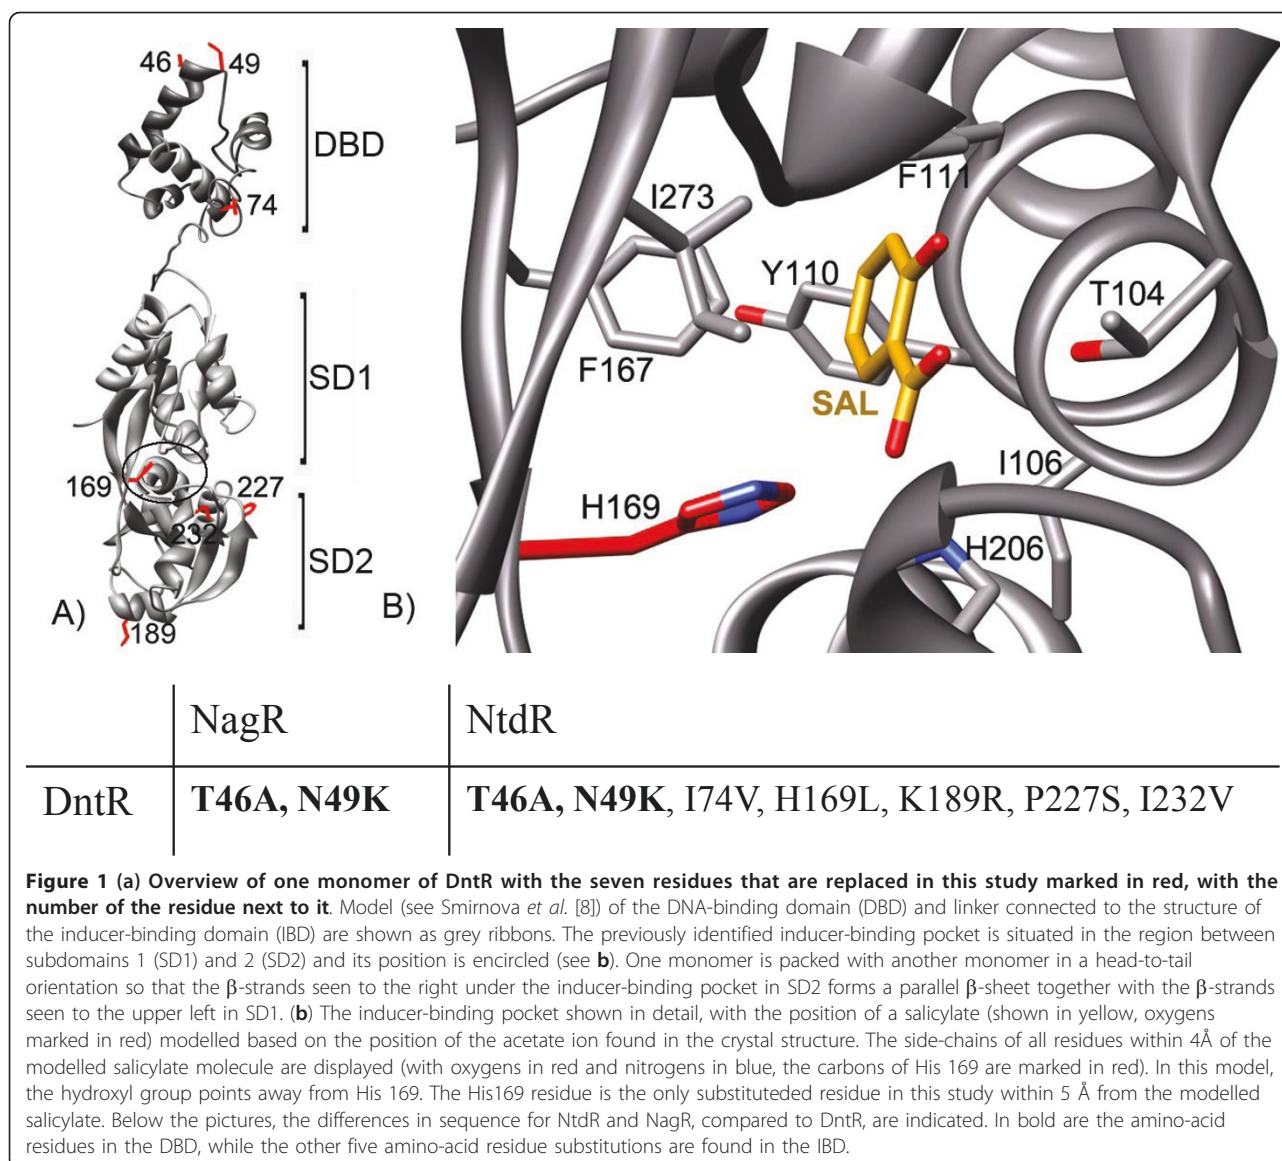 46
49
DBD
74
SD1
169
227
232
SD2
A)
189
B)
F111
I273
Y110
T104
F167
SAL
I106
H169
H206
NagR
NtdR
DntR
T46A, N49K
T46A, N49K, I74V, H169L, K189R, P227S, I232V
Figure 1 (a) Overview of one monomer of DntR with the seven residues that are replaced in this study marked in red, with the
number of the residue next to it. Model (see Smirnova et al. [8]) of the DNA-binding domain (DBD) and linker connected to the structure of
the inducer-binding domain (IBD) are shown as grey ribbons. The previously identified inducer-binding pocket is situated in the region between
subdomains 1 (SD1) and 2 (SD2) and its position is encircled (see b). One monomer is packed with another monomer in a head-to-tail
orientation so that the β-strands seen to the right under the inducer-binding pocket in SD2 forms a parallel β-sheet together with the β-strands
seen to the upper left in SD1. (b) The inducer-binding pocket shown in detail, with the position of a salicylate (shown in yellow, oxygens
marked in red) modelled based on the position of the acetate ion found in the crystal structure. The side-chains of all residues within 4Å of the
modelled salicylate molecule are displayed (with oxygens in red and nitrogens in blue, the carbons of His 169 are marked in red). In this model,
the hydroxyl group points away from His 169. The His169 residue is the only substituteded residue in this study within 5 Å from the modelled
salicylate. Below the pictures, the differences in sequence for NtdR and NagR, compared to DntR, are indicated. In bold are the amino-acid
residues in the DBD, while the other five amino-acid residue substitutions are found in the IBD.